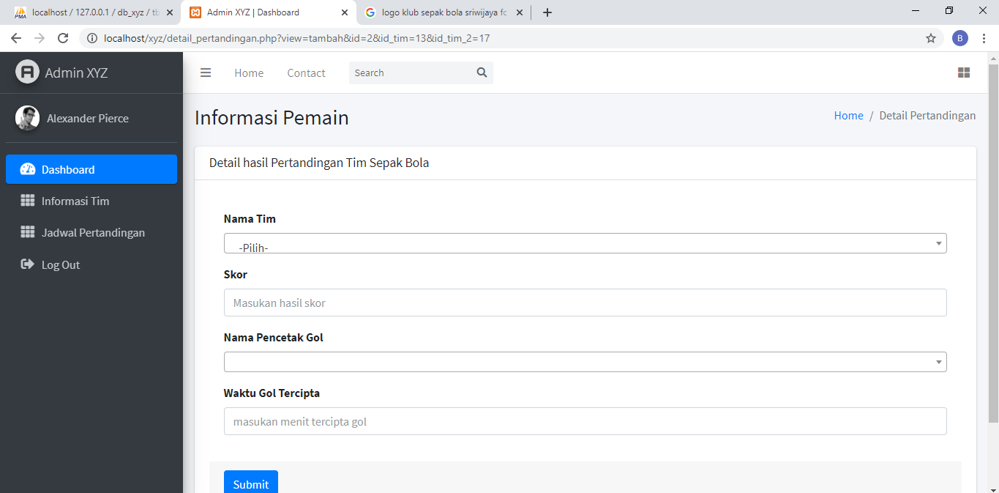 localhost / 127.0.0.1 / db_xyz / tb
Admin XYZ | Dashboard
logo klub sepak bola sriwijaya fc
localhost/xyz/detail_pertandingan.php?view=tambah&id=2&id_tim=13&id_tim_2=17
B
Admin XYZ
Home
Contact
Search
Alexander Pierce
Informasi Pemain
Home / Detail Pertandingan
Dashboard
Informasi Tim
Jadwal Pertandingan
Log Out
Detail hasil Pertandingan Tim Sepak Bola
Nama Tim
-Pilih-
Skor
Masukan hasil skor
Nama Pencetak Gol
Waktu Gol Tercipta
masukan menit tercipta gol
Submit